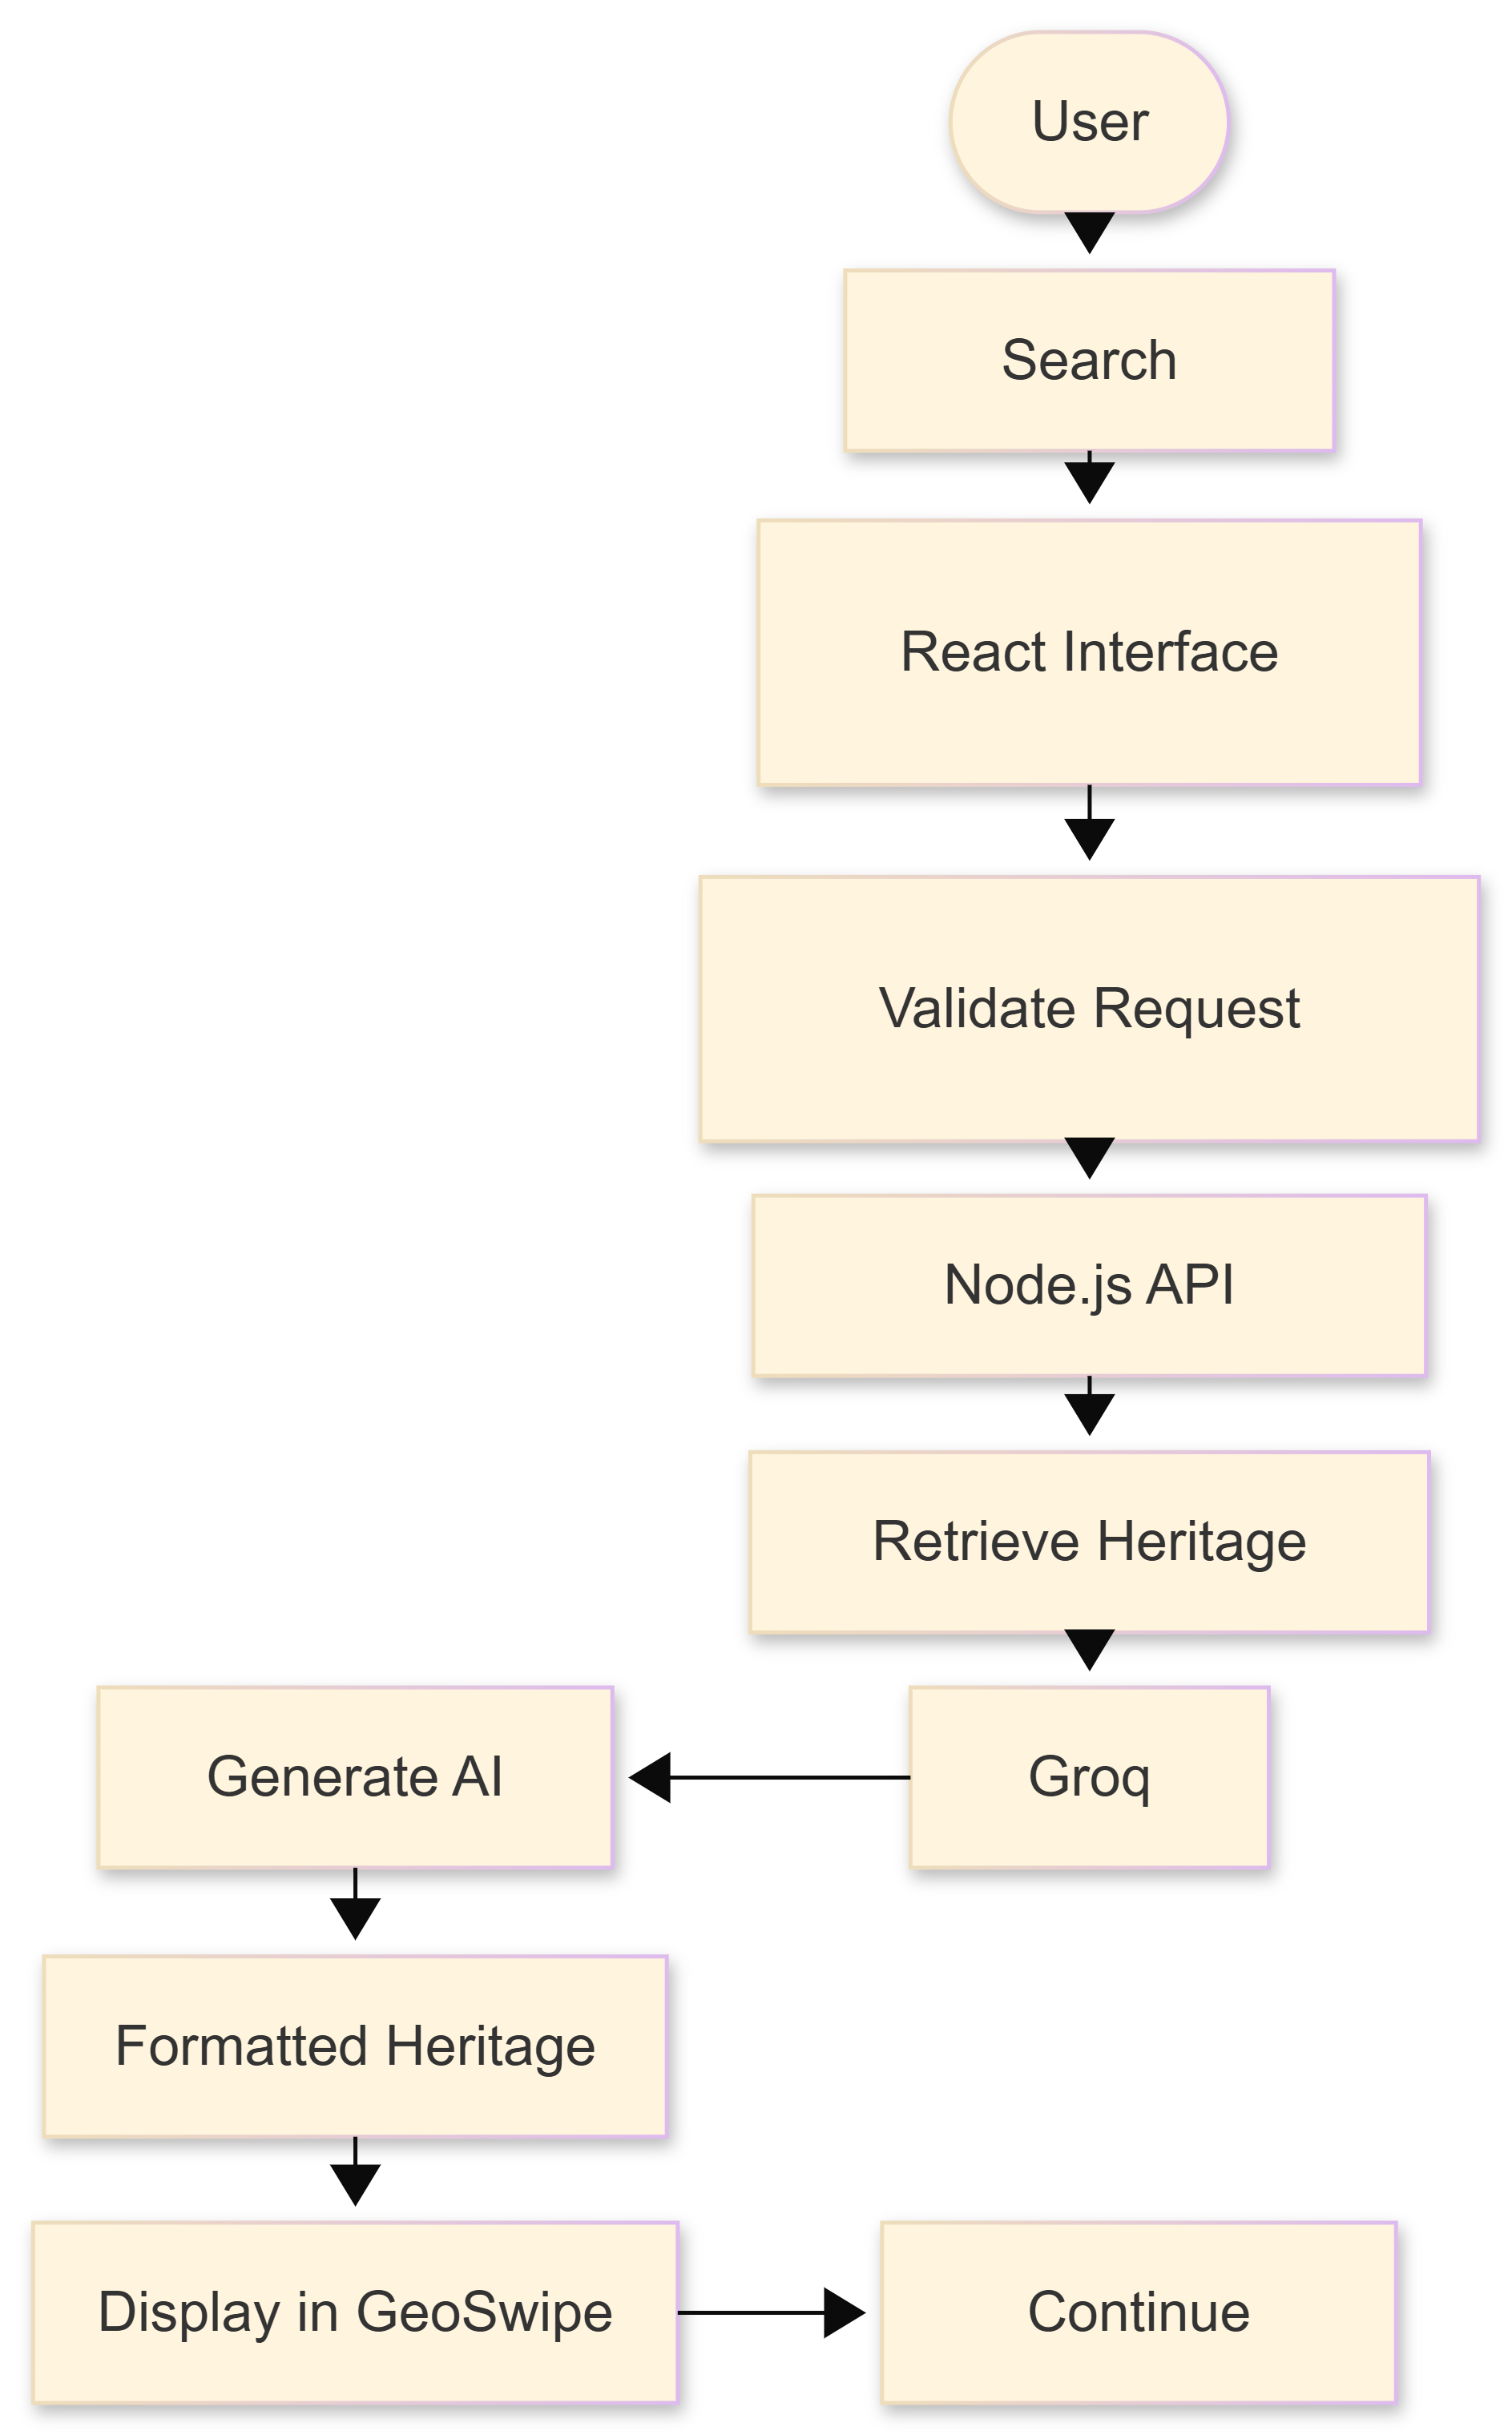 User
Search
React Interface
Validate Request
Node.js API
Retrieve Heritage
Groq
Generate AI
Formatted Heritage
Display in GeoSwipe
Continue